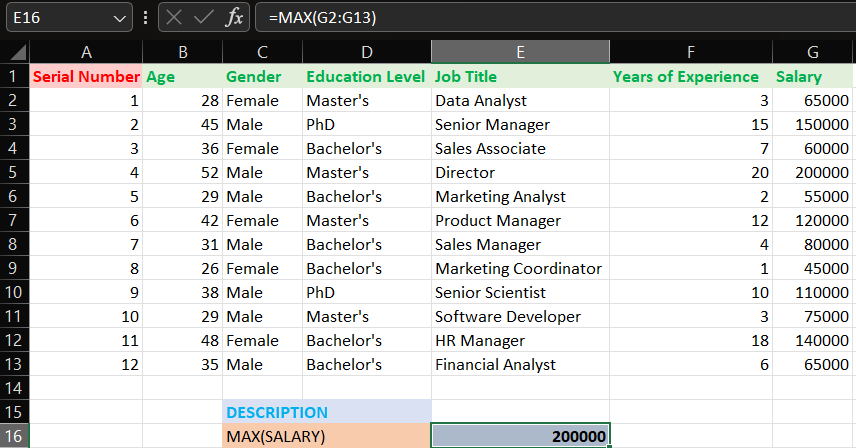 E16 fx =MAX(G2:G13)
A B C D E F G
1 Serial Number Age Gender Education Level Job Title Years of Experience Salary
2 1 28 Female Master's Data Analyst 3 65000
3 2 45 Male PhD Senior Manager 15 150000
4 3 36 Female Bachelor's Sales Associate 7 60000
5 4 52 Male Master's Director 20 200000
6 5 29 Male Bachelor's Marketing Analyst 2 55000
7 6 42 Female Master's Product Manager 12 120000
8 7 31 Male Bachelor's Sales Manager 4 80000
9 8 26 Female Bachelor's Marketing Coordinator 1 45000
10 9 38 Male PhD Senior Scientist 10 110000
11 10 29 Male Master's Software Developer 3 75000
12 11 48 Female Bachelor's HR Manager 18 140000
13 12 35 Male Bachelor's Financial Analyst 6 65000
14
15 DESCRIPTION
16 MAX(SALARY) 200000